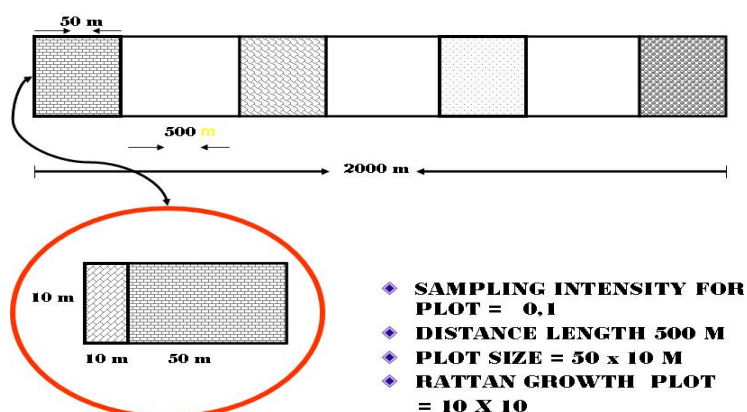 50 m
500 m
2000 m
10 m
10 m
50 m
SAMPLING INTENSITY FOR
PLOT = 0,1
DISTANCE LENGTH 500 M
PLOT SIZE = 50 x 10 M
RATTAN GROWTH PLOT
= 10 X 10